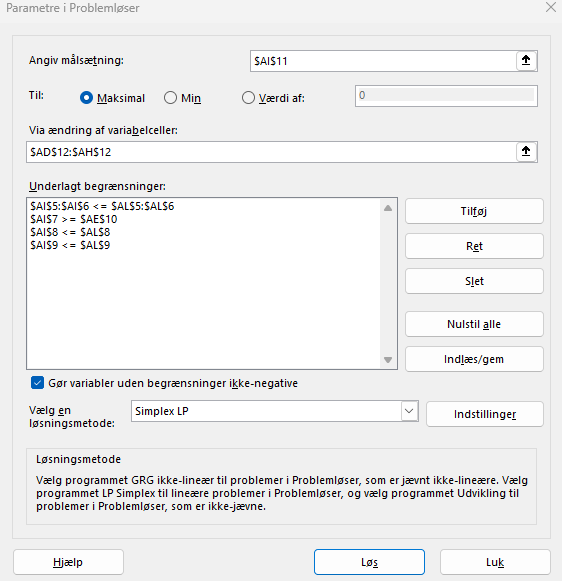 Parametre i Problemløser
Angiv målsætning:
$AI$11
Til:
Maksimal
Min
Værdi af:
0
Via ændring af variabelceller:
$AD$12:$AH$12
Underlagt begrænsninger:
$AI$5:$AI$6 <= $AL$5:$AL$6
$AI$7 >= $AE$10
$AI$8 <= $AL$8
$AI$9 <= $AL$9
Tilføj
Ret
Slet
Nulstil alle
Indlæs/gem
Gør variabler uden begrænsninger ikke-negative
Vælg en
løsningsmetode:
Simplex LP
Indstillinger
Løsningsmetode
Vælg programmet GRG ikke-lineær til problemer i Problemløser, som er jævnt ikke-lineære. Vælg
programmet LP Simplex til lineære problemer i Problemløser, og vælg programmet Udvikling til
problemer i Problemløser, som er ikke-jævne.
Hjælp
Løs
Luk